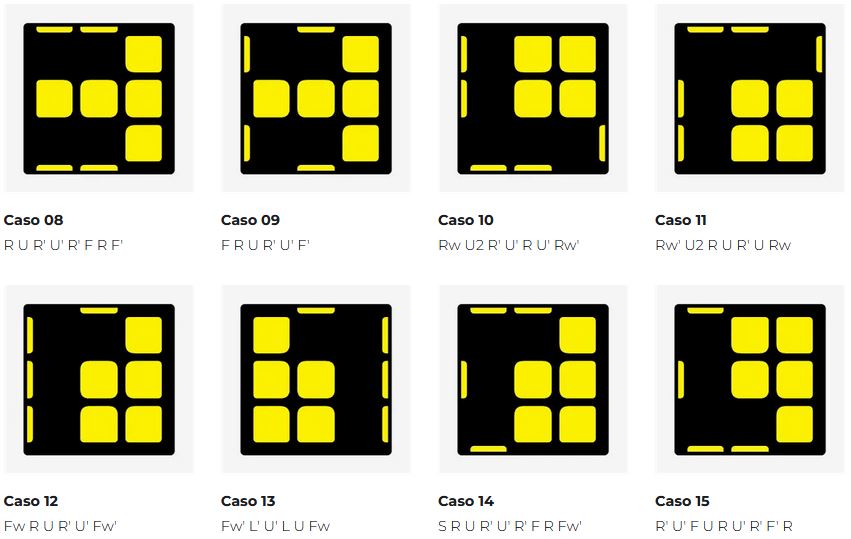 Caso 08
R U R' U' R' F R F'
Caso 09
F R U R' U' F'
Caso 10
Rw U2 R' U' R U' Rw'
Caso 11
Rw' U2 R U R' U Rw
Caso 12
Fw R U R' U' Fw'
Caso 13
Fw' L' U' L U Fw
Caso 14
S R U R' U' R' F R Fw'
Caso 15
R' U' F U R U' R' F' R